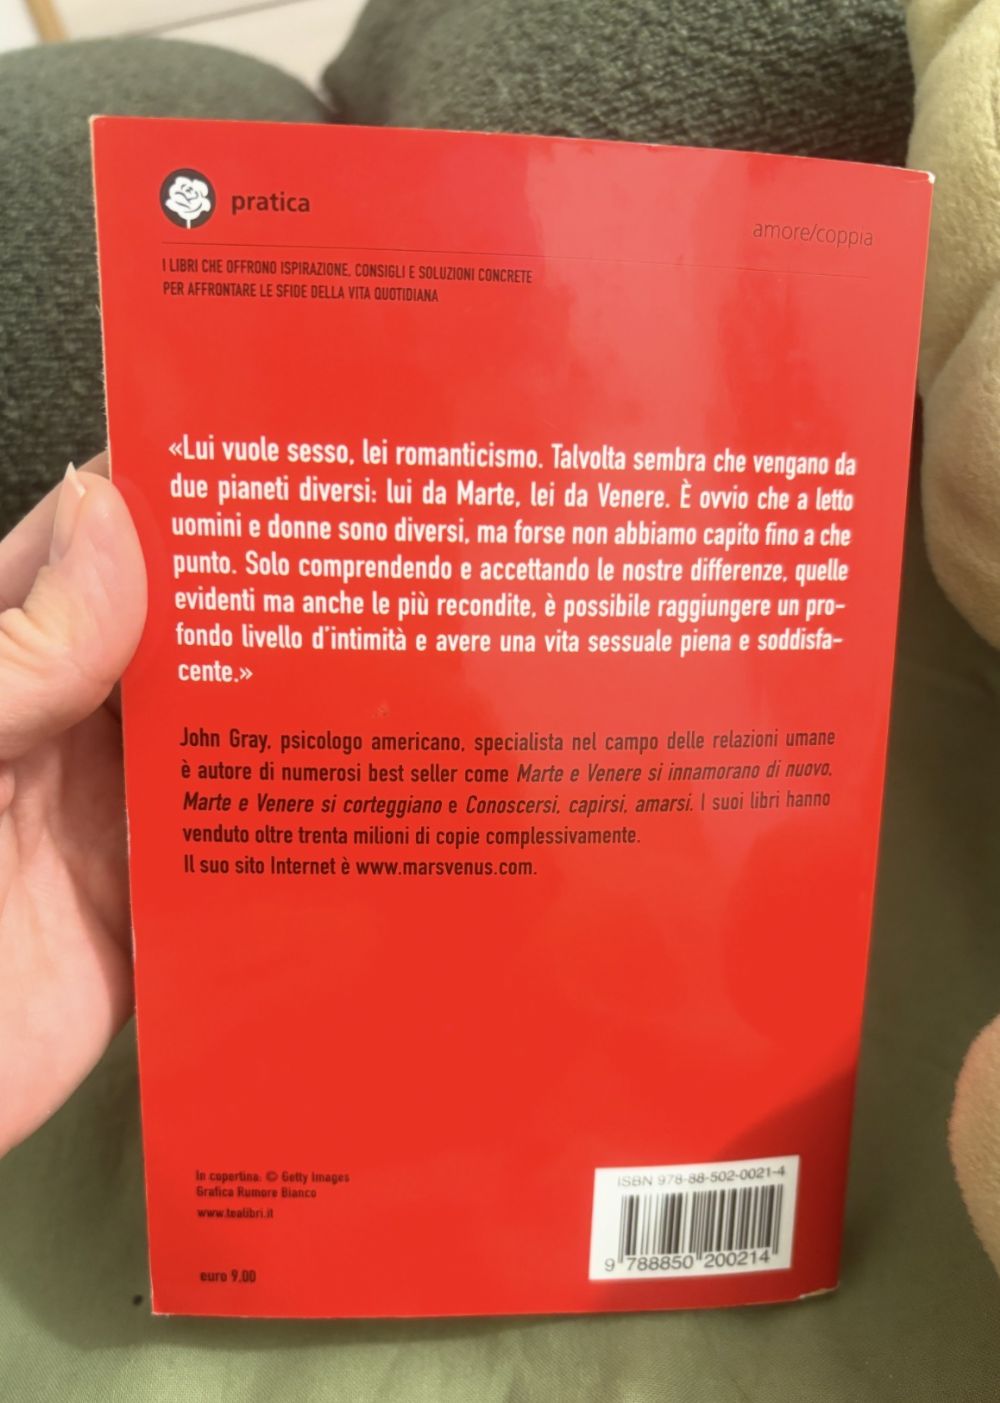 pratica
amore/coppia
I LIBRI CHE OFFRONO ISPIRAZIONE, CONSIGLI E SOLUZIONI CONCRETE
PER AFFRONTARE LE SFIDE DELLA VITA QUOTIDIANA
«Lui vuole sesso, lei romanticismo. Talvolta sembra che vengano da
due pianeti diversi: lui da Marte, lei da Venere. È ovvio che a letto
uomini e donne sono diversi, ma forse non abbiamo capito fino a che
punto. Solo comprendendo e accettando le nostre differenze, quelle
evidenti ma anche le più recondite, è possibile raggiungere un pro-
fondo livello d'intimità e avere una vita sessuale piena e soddisfa-
cente.»
John Gray, psicologo americano, specialista nel campo delle relazioni umane
è autore di numerosi best seller come Marte e Venere si innamorano di nuovo,
Marte e Venere si corteggiano e Conoscersi, capirsi, amarsi. I suoi libri hanno
venduto oltre trenta milioni di copie complessivamente.
Il suo sito Internet è www.marsvenus.com.
In copertina: © Getty Images
Grafica Rumore Bianco
www.tealibri.it
euro 9,00
ISBN 978-88-502-0021-4
9 788850 200214